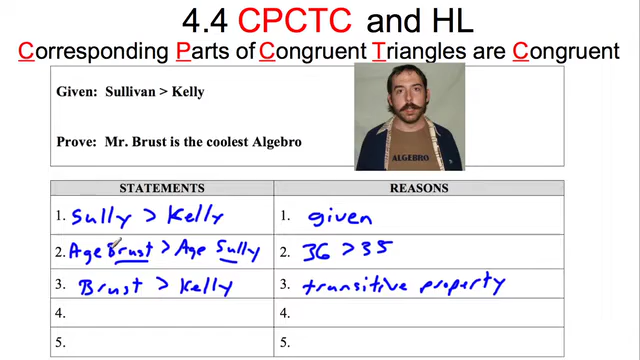 4.4 CPCTC and HL
Corresponding Parts of Congruent Triangles are Congruent
Given: Sullivan > Kelly
Prove: Mr. Brust is the coolest Algebro
ALGEBRO
STATEMENTS REASONS
1. Sully > Kelly 1. given
2. Age Brust > Age Sully 2. 36 > 35
3. Brust > Kelly 3. transitive property
4. 4.
5. 5.